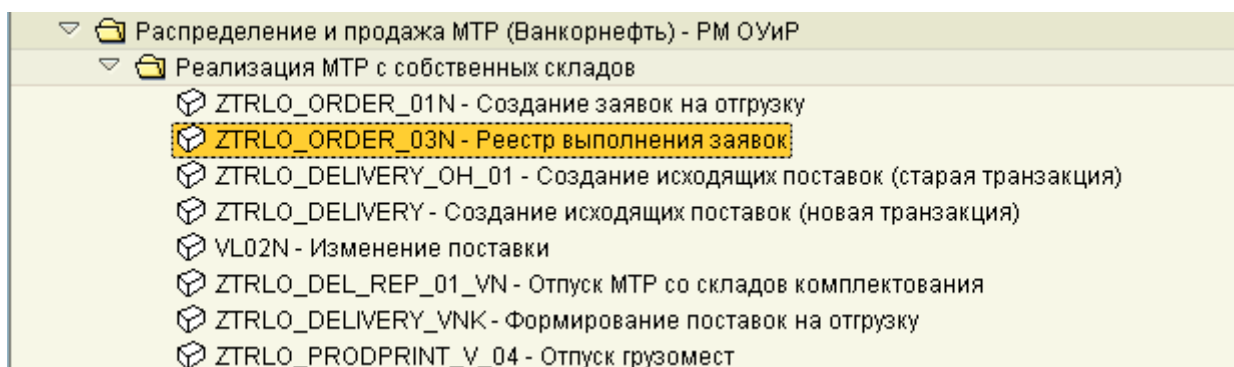 Распределение и продажа МТР (Ванкорнефть) - РМ ОУиР
Реализация МТР с собственных складов
ZTRLO_ORDER_01N - Создание заявок на отгрузку
ZTRLO_ORDER_03N - Реестр выполнения заявок
ZTRLO_DELIVERY_OH_01 - Создание исходящих поставок (старая транзакция)
ZTRLO_DELIVERY - Создание исходящих поставок (новая транзакция)
VL02N - Изменение поставки
ZTRLO_DEL_REP_01_VN - Отпуск МТР со складов комплектования
ZTRLO_DELIVERY_VNK - Формирование поставок на отгрузку
ZTRLO_PRODPRINT_V_04 - Отпуск грузомест